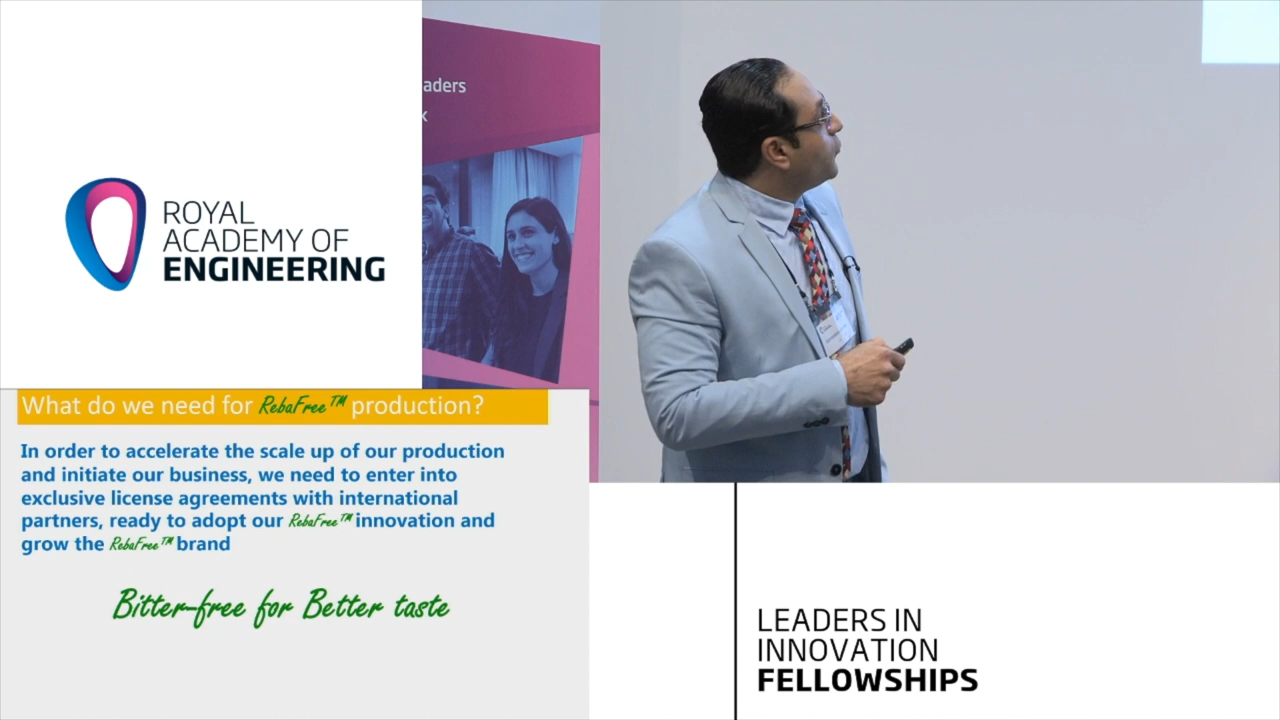 ROYAL
ACADEMY OF
ENGINEERING
aders
What do we need for RebaFree™ production?
In order to accelerate the scale up of our production
and initiate our business, we need to enter into
exclusive license agreements with international
partners, ready to adopt our RebaFree™ innovation and
grow the RebaFree™ brand
Bitter-free for Better taste
LEADERS IN
INNOVATION
FELLOWSHIPS